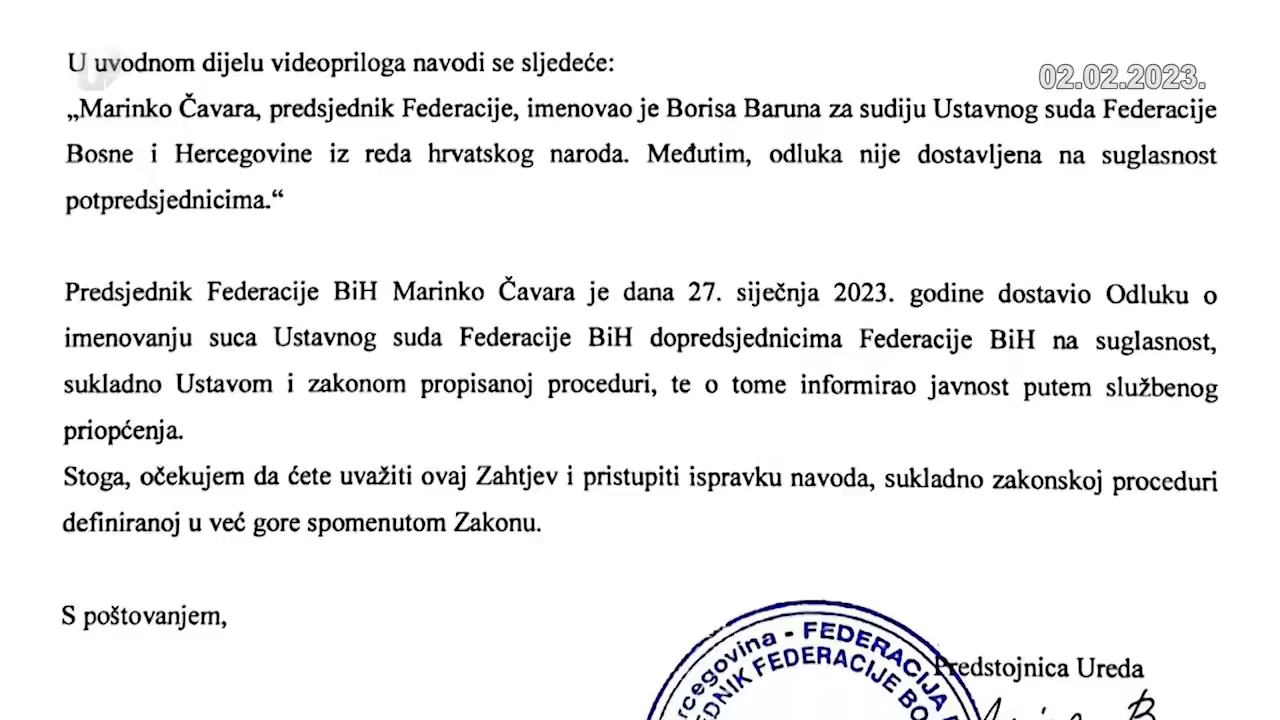 02.02.2023.
U uvodnom dijelu videopriloga navodi se sljedeće:
„Marinko Čavara, predsjednik Federacije, imenovao je Borisa Baruna za sudiju Ustavnog suda Federacije
Bosne i Hercegovine iz reda hrvatskog naroda. Međutim, odluka nije dostavljena na suglasnost
potpredsjednicima.“
Predsjednik Federacije BiH Marinko Čavara je dana 27. siječnja 2023. godine dostavio Odluku o
imenovanju suca Ustavnog suda Federacije BiH dopredsjednicima Federacije BiH na suglasnost,
sukladno Ustavom i zakonom propisanoj proceduri, te o tome informirao javnost putem službenog
priopćenja.
Stoga, očekujem da ćete uvažiti ovaj Zahtjev i pristupiti ispravku navoda, sukladno zakonskoj proceduri
definiranoj u već gore spomenutom Zakonu.
S poštovanjem,
rcegovina - FEDERACIJA
EDNIK FEDERACIJE BO
Predstojnica Ureda